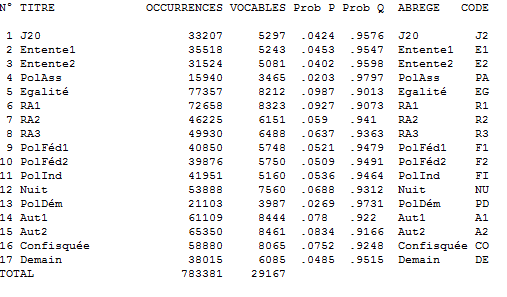 N° TITRE OCCURRENCES VOCABLES Prob P Prob Q ABREGE CODE
1 J20 33207 5297 .0424 .9576 J20 J2
2 Entente1 35518 5243 .0453 .9547 Entente1 E1
3 Entente2 31524 5081 .0402 .9598 Entente2 E2
4 PolAss 15940 3465 .0203 .9797 PolAss PA
5 Egalité 77357 8212 .0987 .9013 Egalité EG
6 RA1 72658 8323 .0927 .9073 RA1 R1
7 RA2 46225 6151 .059 .941 RA2 R2
8 RA3 49930 6488 .0637 .9363 RA3 R3
9 PolFéd1 40850 5748 .0521 .9479 PolFéd1 F1
10 PolFéd2 39876 5750 .0509 .9491 PolFéd2 F2
11 PolInd 41951 5160 .0536 .9464 PolInd FI
12 Nuit 53888 7560 .0688 .9312 Nuit NU
13 PolDém 21103 3987 .0269 .9731 PolDém PD
14 Aut1 61109 8444 .078 .922 Aut1 A1
15 Aut2 65350 8461 .0834 .9166 Aut2 A2
16 Confisquée 58880 8065 .0752 .9248 Confisquée CO
17 Demain 38015 6085 .0485 .9515 Demain DE
TOTAL 783381 29167